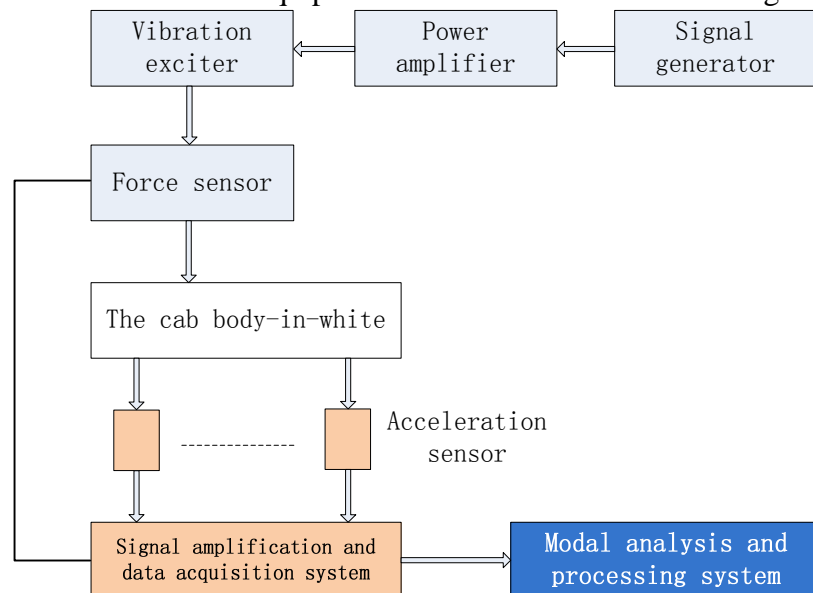 Vibration
exciter
Power
amplifier
Signal
generator
Force sensor
The cab body-in-white
Acceleration
sensor
Signal amplification and
data acquisition system
Modal analysis and
processing system